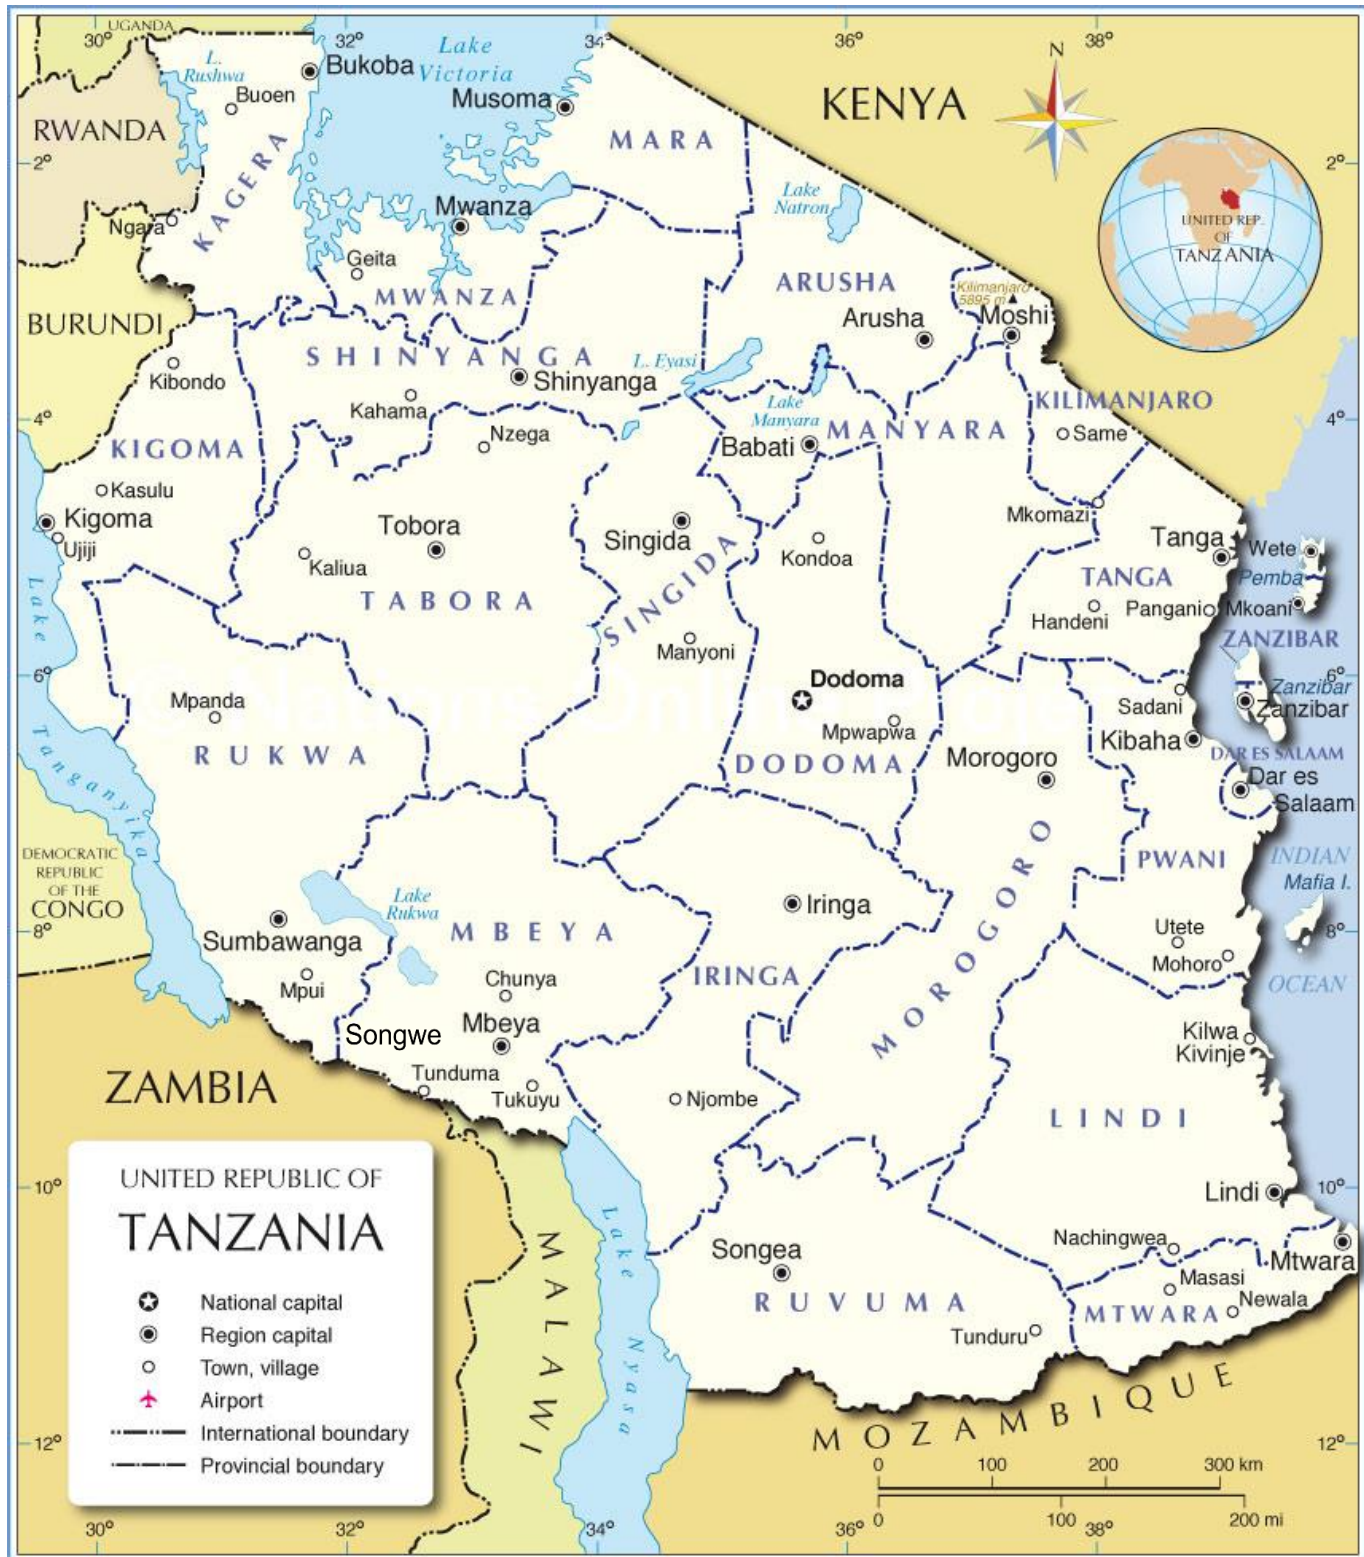 UGANDA
30°
32°
34°
36°
38°
N
L.
Rushwa
Bukoba
Lake
Victoria
Buoen
Musoma
KENYA
RWANDA
MARA
KAGERA
2°
2°
Lake
Natron
Ngara
Mwanza
UNITED REP.
OF
TANZANIA
Geita
MWANZA
ARUSHA
Kilimanjaro
5895 m
BURUNDI
Arusha
Moshi
SHINYANGA
L. Eyasi
Kibondo
Shinyanga
Kahama
Lake
Manyara
KILIMANJARO
4°
4°
KIGOMA
Nzega
Babati
MANYARA
Same
Kasulu
Kigoma
Ujiji
Tobora
Singida
Mkomazi
Tanga
Wete
Kaliua
Kondoa
Pemba
TABORA
SINGIDA
TANGA
Handeni
Pangani
Mkoani
ZANZIBAR
Manyoni
6°
6°
Mpanda
Dodoma
Sadani
Zanzibar
Zanzibar
Mpwapwa
Kibaha
RUKWA
DODOMA
Morogoro
DAR ES SALAAM
Dar es
Salaam
Lake Tanganyika
DEMOCRATIC
REPUBLIC
OF THE
CONGO
PWANI
INDIAN
Mafia I.
Lake
Rukwa
Iringa
MOROGORO
8°
8°
Sumbawanga
MBEYA
Utete
Mohoro
Mpui
Chunya
IRINGA
OCEAN
Songwe
Mbeya
Kilwa
Kivinje
Tunduma
Tukuyu
Njombe
ZAMBIA
LINDI
UNITED REPUBLIC OF
TANZANIA
10°
10°
Lindi
Lake Nyasa
MALAWI
Songea
Nachingwea
Mtwara
Masasi
Newala
RUVUMA
MTWARA
Tunduru
National capital
Region capital
Town, village
Airport
International boundary
Provincial boundary
MOZAMBIQUE
12°
12°
0 100 200 300 km
0 100 200 mi
30°
32°
34°
36°
38°